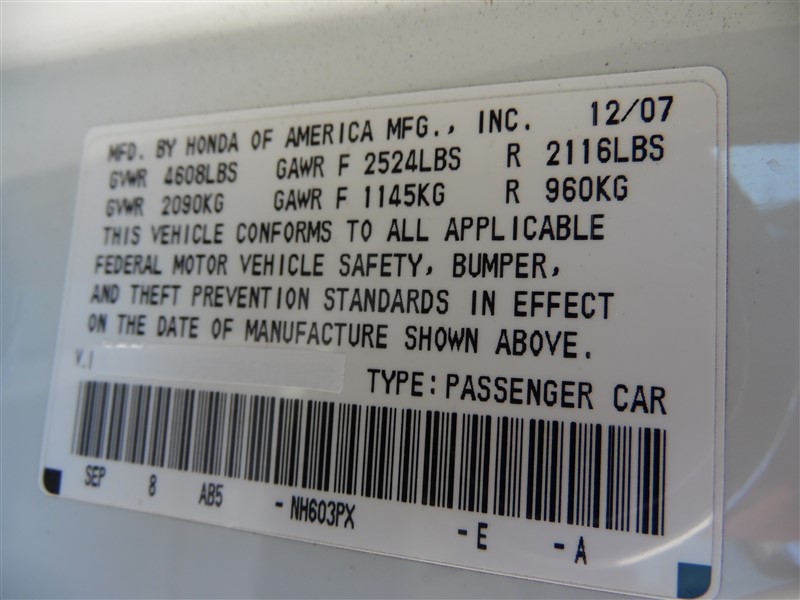 MFD. BY HONDA OF AMERICA MFG., INC. 12/07
GVWR 4608LBS GAWR F 2524LBS R 2116LBS
GVWR 2090KG GAWR F 1145KG R 960KG
THIS VEHICLE CONFORMS TO ALL APPLICABLE
FEDERAL MOTOR VEHICLE SAFETY, BUMPER,
AND THEFT PREVENTION STANDARDS IN EFFECT
ON THE DATE OF MANUFACTURE SHOWN ABOVE.
V.I
TYPE: PASSENGER CAR
SEP 8 AB5 -NH603PX -E -A